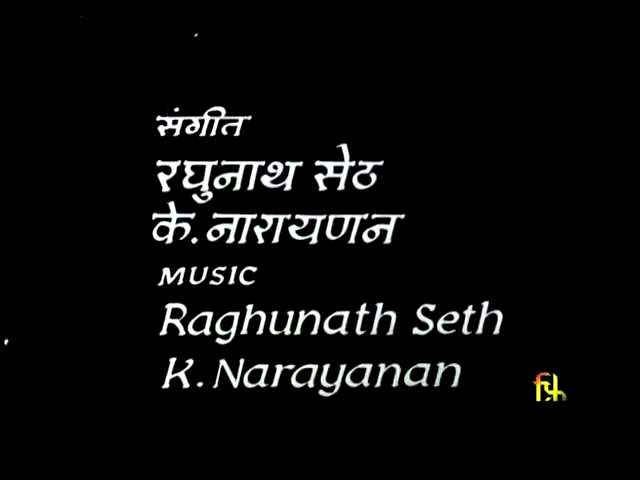 संगीत
रघुनाथ सेठ
के. नारायणन
MUSIC
Raghunath Seth
K. Narayanan